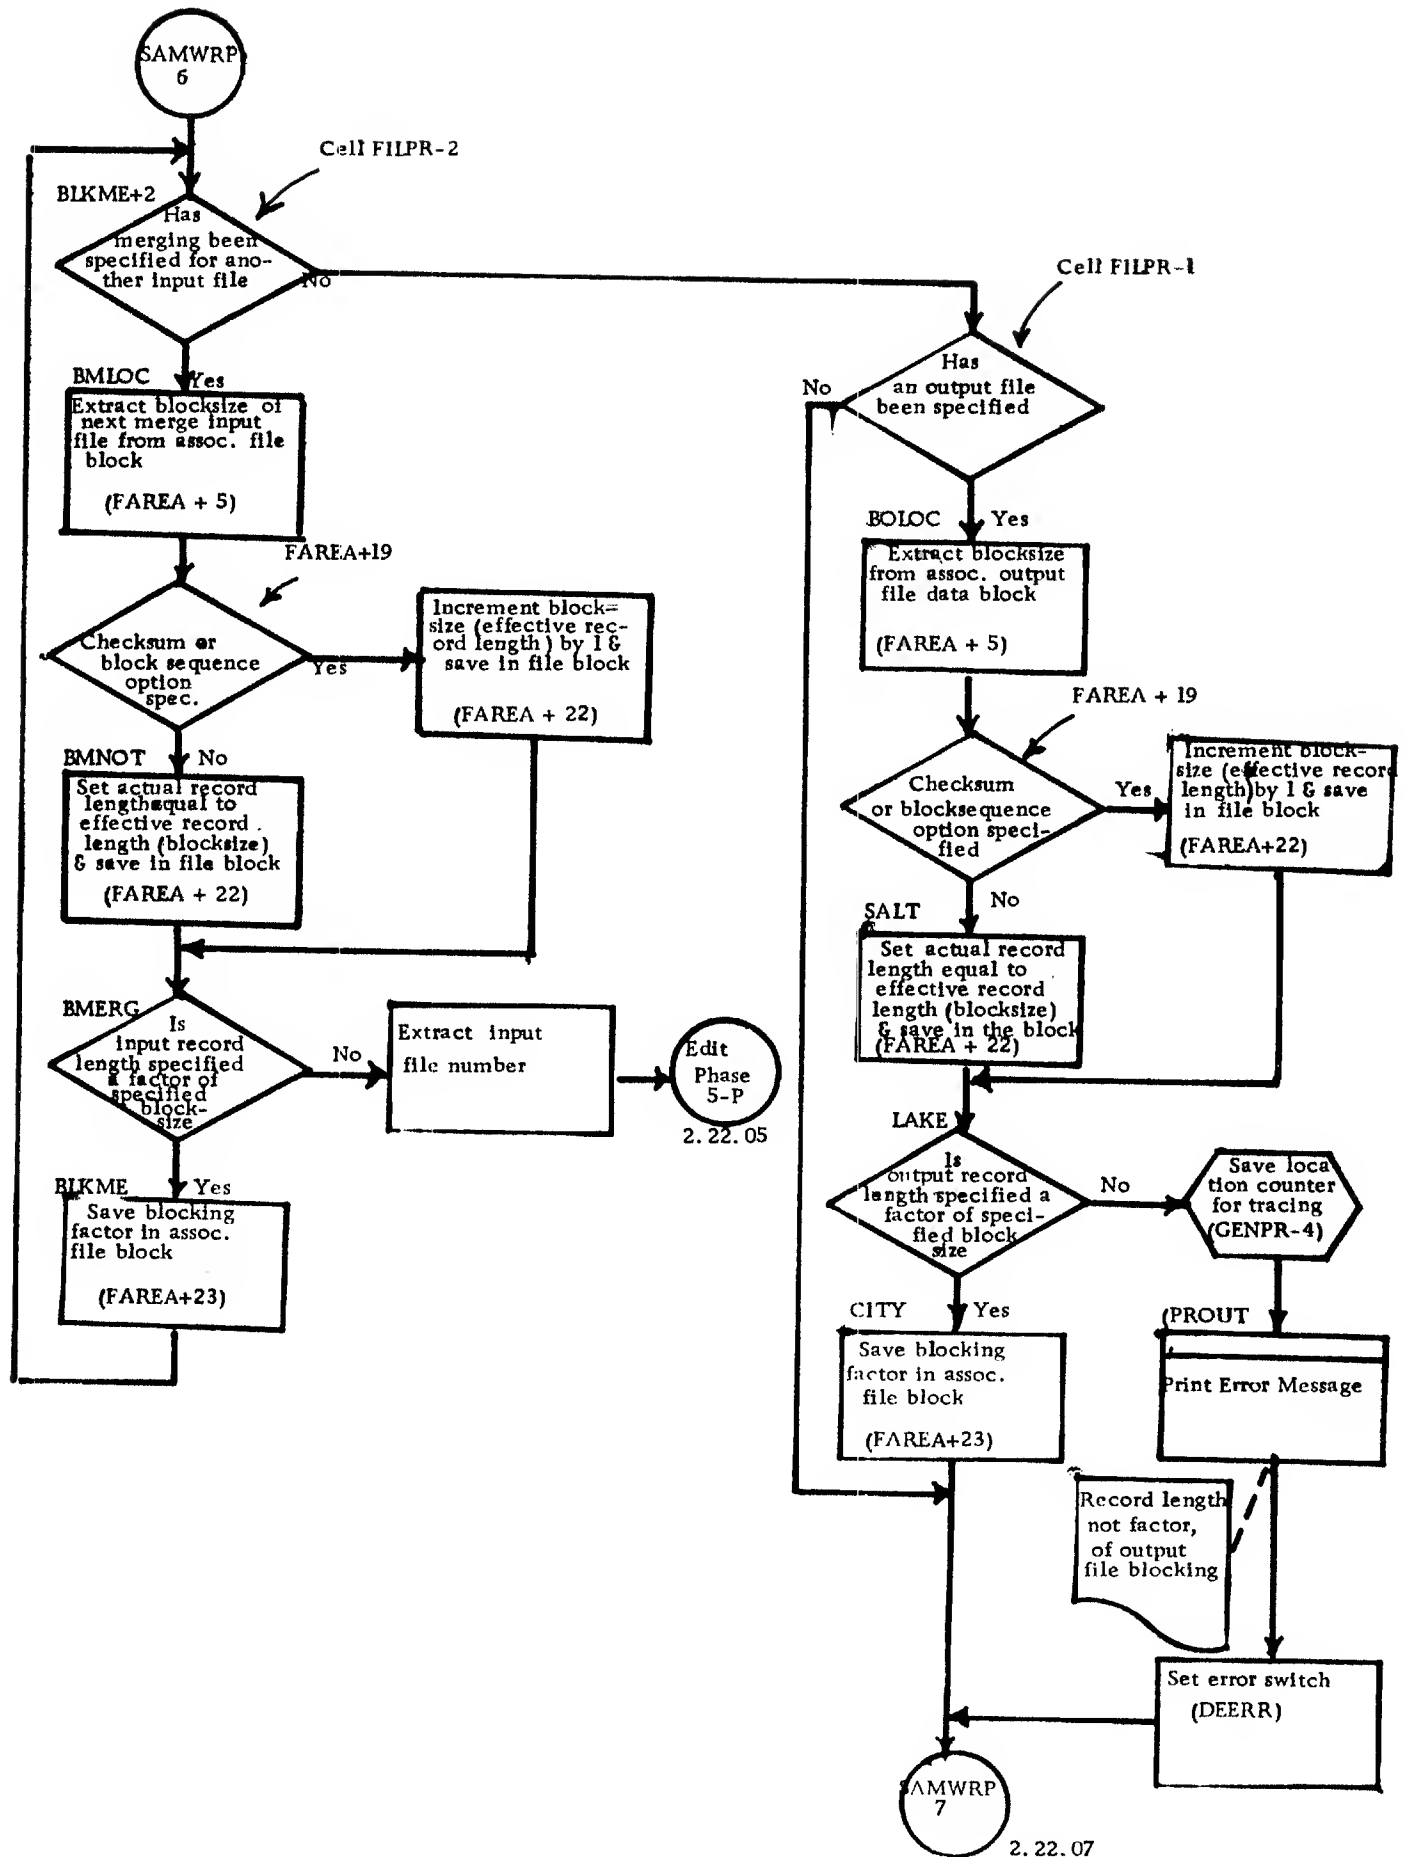 SAMWRP
6
Cell FILPR-2
BLKME+2
Has
merging been
specified for ano-
ther input file
No
Cell FILPR-1
Has
an output file
been specified
No
BMLOC Yes
Extract blocksize of
next merge input
file from assoc. file
block
(FAREA + 5)
BOLOC Yes
Extract blocksize
from assoc. output
file data block
(FAREA + 5)
FAREA+19
Checksum or
block sequence
option
spec.
Yes
Increment block-
size (effective rec-
ord length) by 1 &
save in file block
(FAREA + 22)
FAREA + 19
Checksum
or blocksequence
option speci-
fied
Yes
Increment block-
size (effective record
length) by 1 & save
in file block
(FAREA+22)
BMNOT No
Set actual record
length equal to
effective record
length (blocksize)
& save in file block
(FAREA + 22)
No
SALT
Set actual record
length equal to
effective record
length (blocksize)
& save in the block
(FAREA + 22)
BMERG
Is
input record
length specified
a factor of
specified
block-
size
No
Extract input
file number
Edit
Phase
5-P
2.22.05
LAKE
Is
output record
length specified a
factor of speci-
fied block
size
No
Save loca
tion counter
for tracing
(GENPR-4)
BLKME Yes
Save blocking
factor in assoc.
file block
(FAREA+23)
CITY Yes
Save blocking
factor in assoc.
file block
(FAREA+23)
(PROUT
Print Error Message
Record length
not factor,
of output
file blocking
Set error switch
(DEERR)
SAMWRP
7
2.22.07